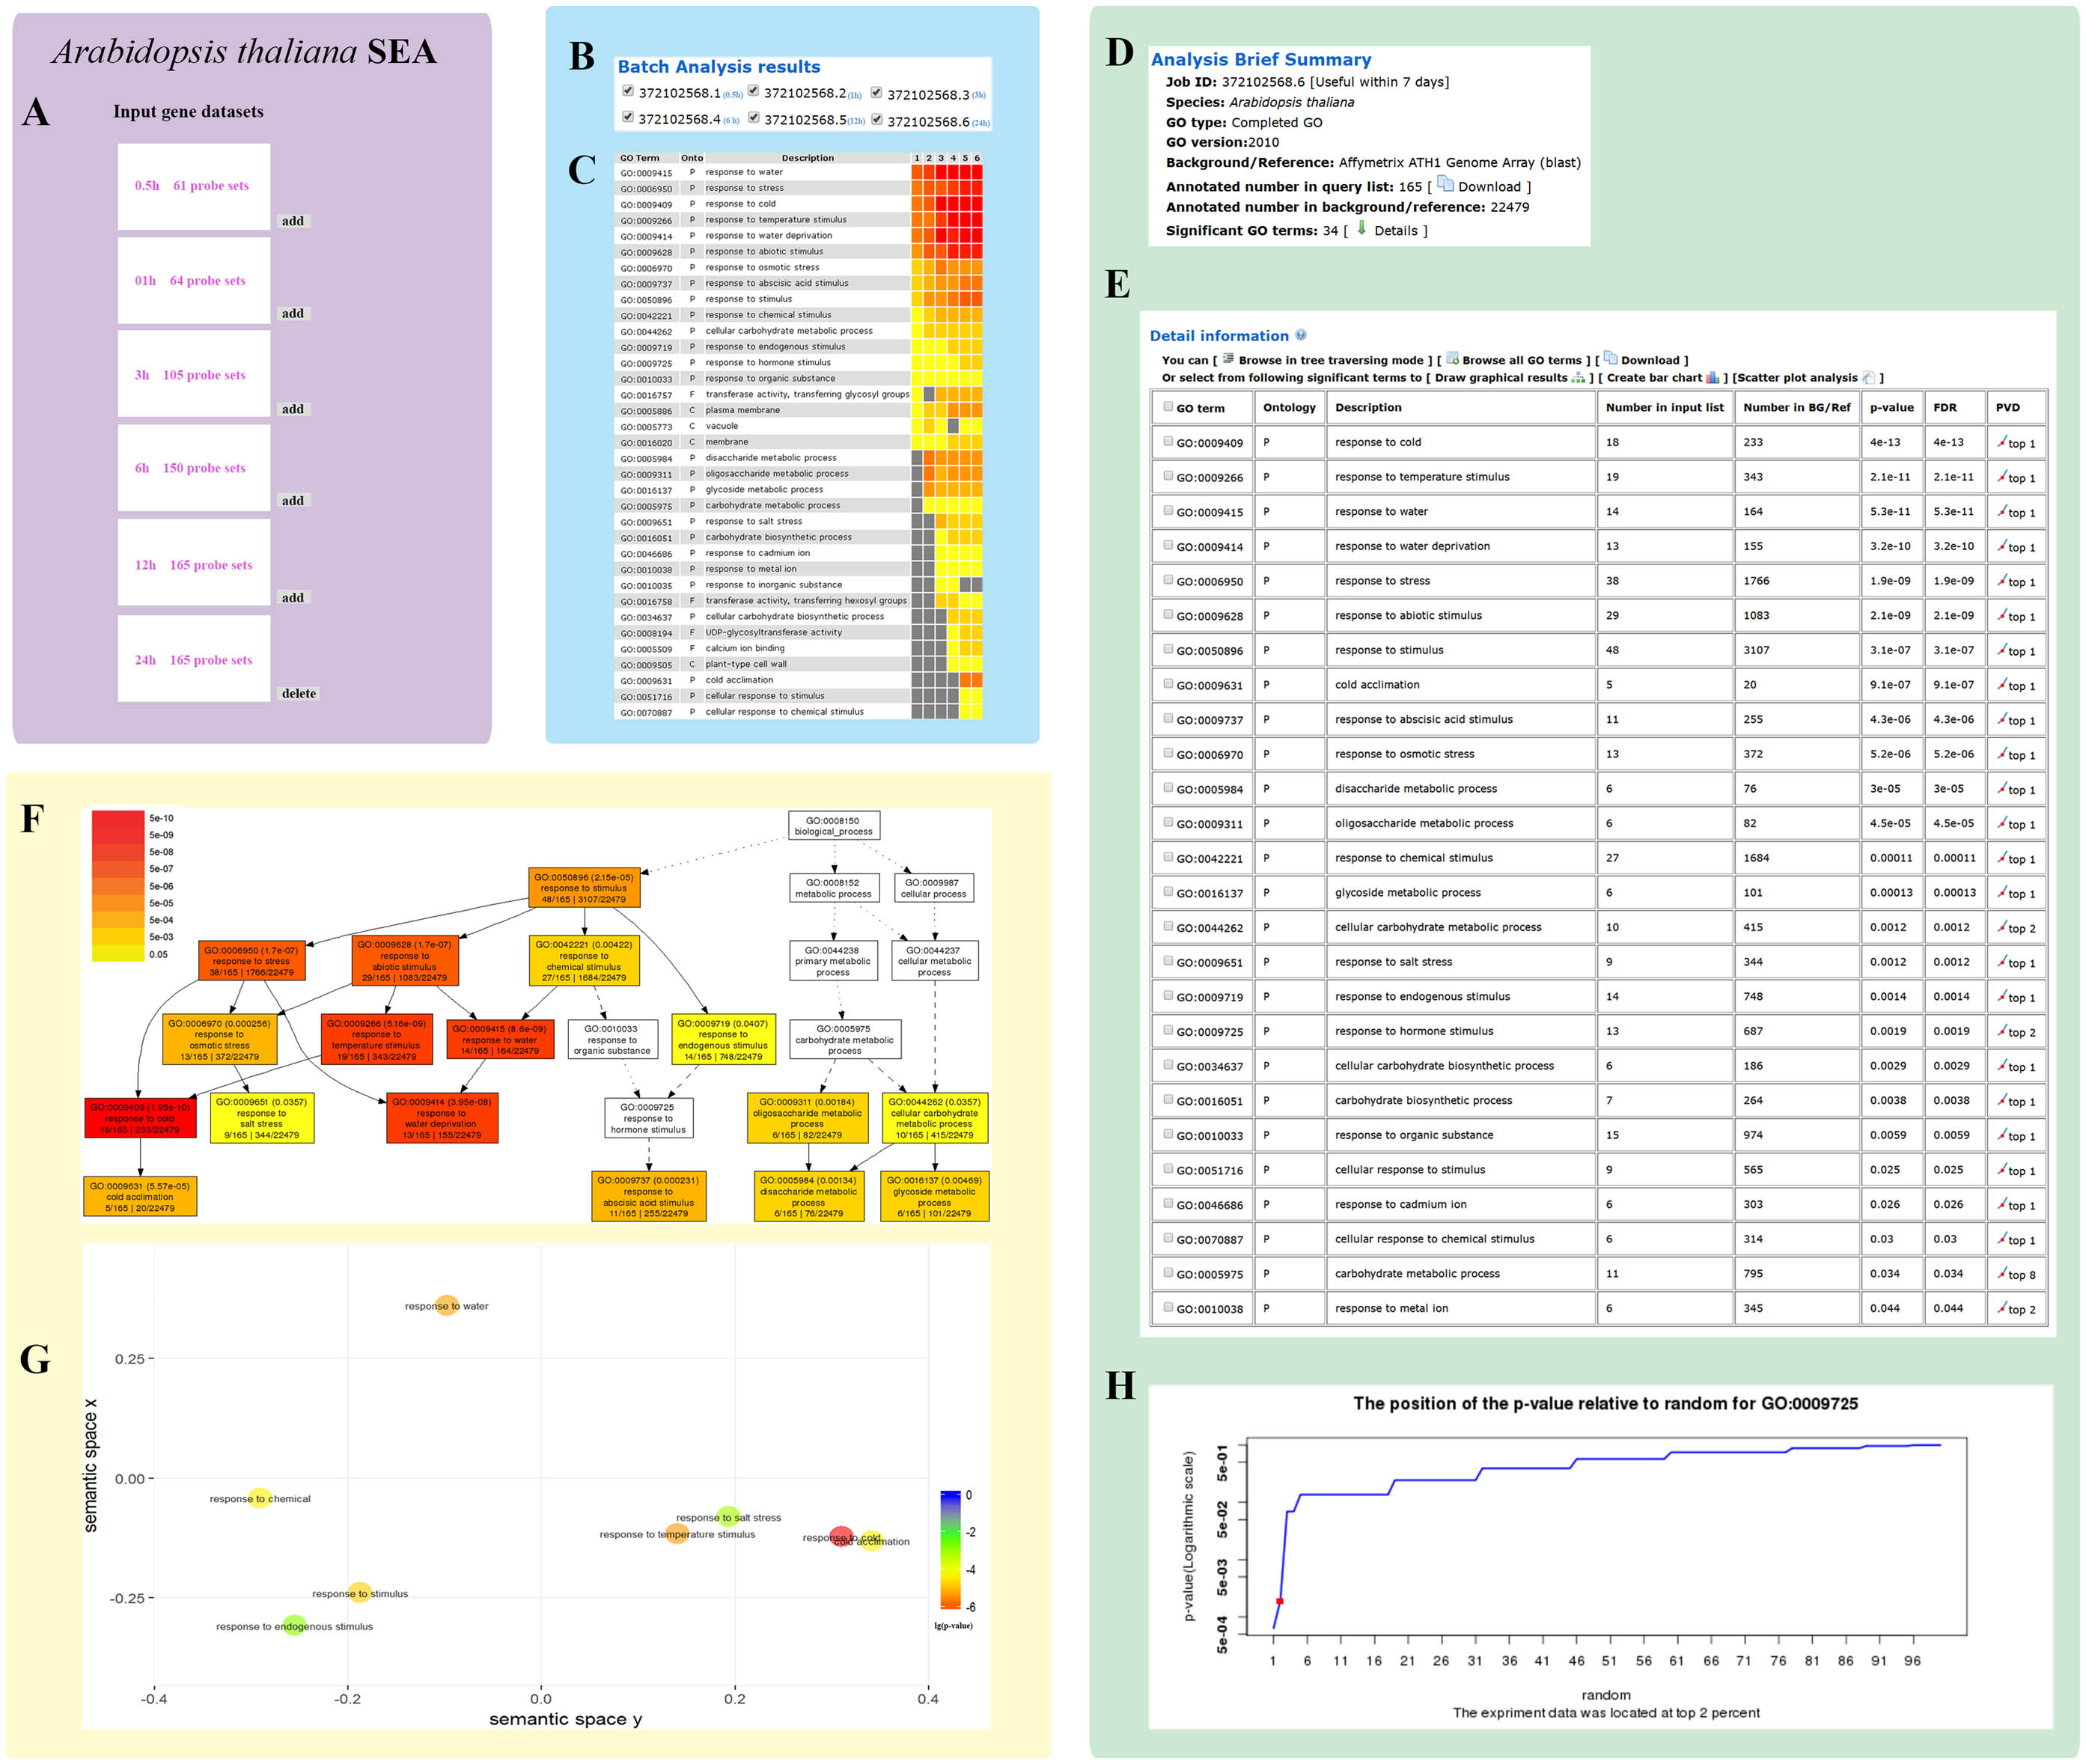 Arabidopsis thaliana SEA
A
Input gene datasets
0.5h 61 probe sets
add
01h 64 probe sets
add
3h 105 probe sets
add
6h 150 probe sets
add
12h 165 probe sets
add
24h 165 probe sets
delete
B
Batch Analysis results
372102568.1 (0.5h) 372102568.2 (1h) 372102568.3 (3h)
372102568.4 (6 h) 372102568.5 (12h) 372102568.6 (24h)
C
GO Term Onto Description 1 2 3 4 5 6
GO:0009415 P response to water
GO:0006950 P response to stress
GO:0009409 P response to cold
GO:0009266 P response to temperature stimulus
GO:0009414 P response to water deprivation
GO:0009628 P response to abiotic stimulus
GO:0006970 P response to osmotic stress
GO:0009737 P response to abscisic acid stimulus
GO:0050896 P response to stimulus
GO:0042221 P response to chemical stimulus
GO:0044262 P cellular carbohydrate metabolic process
GO:0009719 P response to endogenous stimulus
GO:0009725 P response to hormone stimulus
GO:0010033 P response to organic substance
GO:0016757 F transferase activity, transferring glycosyl groups
GO:0005886 C plasma membrane
GO:0005773 C vacuole
GO:0016020 C membrane
GO:0005984 P disaccharide metabolic process
GO:0009311 P oligosaccharide metabolic process
GO:0016137 P glycoside metabolic process
GO:0005975 P carbohydrate metabolic process
GO:0009651 P response to salt stress
GO:0016051 P carbohydrate biosynthetic process
GO:0046686 P response to cadmium ion
GO:0010038 P response to metal ion
GO:0010035 P response to inorganic substance
GO:0016758 F transferase activity, transferring hexosyl groups
GO:0034637 P cellular carbohydrate biosynthetic process
GO:0008194 F UDP-glycosyltransferase activity
GO:0005509 F calcium ion binding
GO:0009505 C plant-type cell wall
GO:0009631 P cold acclimation
GO:0051716 P cellular response to stimulus
GO:0070887 P cellular response to chemical stimulus
D
Analysis Brief Summary
Job ID: 372102568.6 [Useful within 7 days]
Species: Arabidopsis thaliana
GO type: Completed GO
GO version:2010
Background/Reference: Affymetrix ATH1 Genome Array (blast)
Annotated number in query list: 165 [ Download ]
Annotated number in background/reference: 22479
Significant GO terms: 34 [ Details ]
E
Detail information
You can [ Browse in tree traversing mode ] [ Browse all GO terms ] [ Download ]
Or select from following significant terms to [ Draw graphical results ] [ Create bar chart ] [Scatter plot analysis ]
GO term Ontology Description Number in input list Number in BG/Ref p-value FDR PVD
GO:0009409 P response to cold 18 233 4e-13 4e-13 top 1
GO:0009266 P response to temperature stimulus 19 343 2.1e-11 2.1e-11 top 1
GO:0009415 P response to water 14 164 5.3e-11 5.3e-11 top 1
GO:0009414 P response to water deprivation 13 155 3.2e-10 3.2e-10 top 1
GO:0006950 P response to stress 38 1766 1.9e-09 1.9e-09 top 1
GO:0009628 P response to abiotic stimulus 29 1083 2.1e-09 2.1e-09 top 1
GO:0050896 P response to stimulus 48 3107 3.1e-07 3.1e-07 top 1
GO:0009631 P cold acclimation 5 20 9.1e-07 9.1e-07 top 1
GO:0009737 P response to abscisic acid stimulus 11 255 4.3e-06 4.3e-06 top 1
GO:0006970 P response to osmotic stress 13 372 5.2e-06 5.2e-06 top 1
GO:0005984 P disaccharide metabolic process 6 76 3e-05 3e-05 top 1
GO:0009311 P oligosaccharide metabolic process 6 82 4.5e-05 4.5e-05 top 1
GO:0042221 P response to chemical stimulus 27 1684 0.00011 0.00011 top 1
GO:0016137 P glycoside metabolic process 6 101 0.00013 0.00013 top 1
GO:0044262 P cellular carbohydrate metabolic process 10 415 0.0012 0.0012 top 2
GO:0009651 P response to salt stress 9 344 0.0012 0.0012 top 1
GO:0009719 P response to endogenous stimulus 14 748 0.0014 0.0014 top 1
GO:0009725 P response to hormone stimulus 13 687 0.0019 0.0019 top 2
GO:0034637 P cellular carbohydrate biosynthetic process 6 186 0.0029 0.0029 top 1
GO:0016051 P carbohydrate biosynthetic process 7 264 0.0038 0.0038 top 1
GO:0010033 P response to organic substance 15 974 0.0059 0.0059 top 1
GO:0051716 P cellular response to stimulus 9 565 0.025 0.025 top 1
GO:0046686 P response to cadmium ion 6 303 0.026 0.026 top 1
GO:0070887 P cellular response to chemical stimulus 6 314 0.03 0.03 top 1
GO:0005975 P carbohydrate metabolic process 11 795 0.034 0.034 top 8
GO:0010038 P response to metal ion 6 345 0.044 0.044 top 2
F
5e-10
5e-09
5e-08
5e-07
5e-06
5e-05
5e-04
5e-03
0.05
GO:0008150
biological_process
GO:0050896 (2.15e-05)
response to stimulus
48/165 | 3107/22479
GO:0008152
metabolic process
GO:0009987
cellular process
GO:0006950 (1.7e-07)
response to stress
38/165 | 1766/22479
GO:0009628 (1.7e-07)
response to
abiotic stimulus
29/165 | 1083/22479
GO:0042221 (0.00422)
response to
chemical stimulus
27/165 | 1684/22479
GO:0044238
primary metabolic
process
GO:0044237
cellular metabolic
process
GO:0006970 (0.000256)
response to
osmotic stress
13/165 | 372/22479
GO:0009266 (5.16e-09)
response to
temperature stimulus
19/165 | 343/22479
GO:0009415 (8.6e-09)
response to water
14/165 | 164/22479
GO:0010033
response to
organic substance
GO:0009719 (0.0407)
response to
endogenous stimulus
14/165 | 748/22479
GO:0005975
carbohydrate metabolic
process
GO:0009409 (1.95e-10)
response to cold
18/165 | 233/22479
GO:0009651 (0.0357)
response to
salt stress
9/165 | 344/22479
GO:0009414 (3.95e-08)
response to
water deprivation
13/165 | 155/22479
GO:0009725
response to
hormone stimulus
GO:0009311 (0.00184)
oligosaccharide metabolic
process
6/165 | 82/22479
GO:0044262 (0.0357)
cellular carbohydrate
metabolic process
10/165 | 415/22479
GO:0009631 (5.57e-05)
cold acclimation
5/165 | 20/22479
GO:0009737 (0.000231)
response to
abscisic acid stimulus
11/165 | 255/22479
GO:0005984 (0.00134)
disaccharide metabolic
process
6/165 | 76/22479
GO:0016137 (0.00469)
glycoside metabolic
process
6/165 | 101/22479
G
semantic space x
0.25
0.00
-0.25
response to water
response to chemical
response to salt stress
response to temperature stimulus
response to cold
cold acclimation
response to stimulus
response to endogenous stimulus
0
-2
-4
-6
lg(p-value)
-0.4 -0.2 0.0 0.2 0.4
semantic space y
H
The position of the p-value relative to random for GO:0009725
p-value(Logarithmic scale)
5e-01
5e-02
5e-03
5e-04
1 6 11 16 21 26 31 36 41 46 51 56 61 66 71 76 81 86 91 96
random
The expriment data was located at top 2 percent